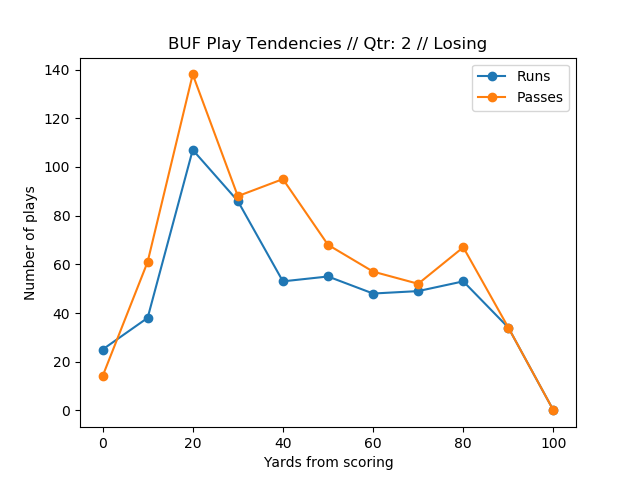 BUF Play Tendencies // Qtr: 2 // Losing
Runs
Passes
140
120
100
80
60
40
20
0
Number of plays
0 20 40 60 80 100
Yards from scoring